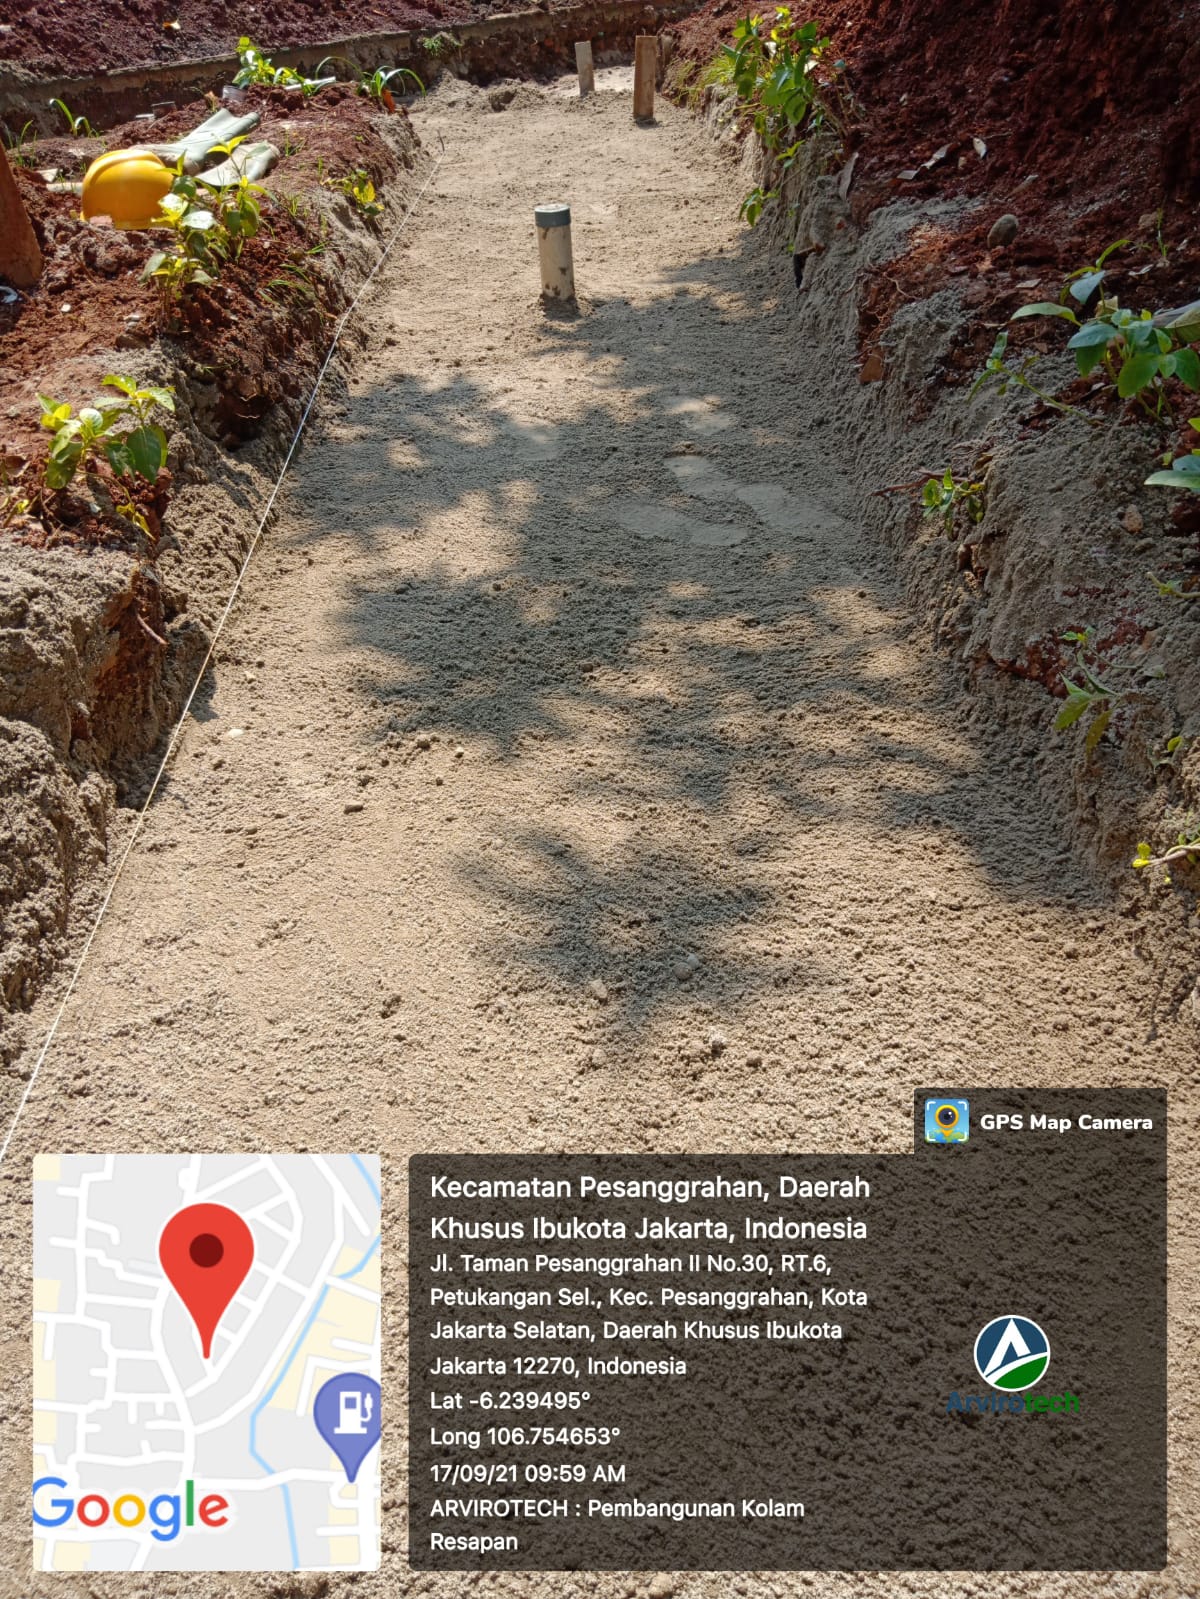 GPS Map Camera
Kecamatan Pesanggrahan, Daerah
Khusus Ibukota Jakarta, Indonesia
Jl. Taman Pesanggrahan II No.30, RT.6,
Petukangan Sel., Kec. Pesanggrahan, Kota
Jakarta Selatan, Daerah Khusus Ibukota
Jakarta 12270, Indonesia
Lat -6.239495°
Long 106.754653°
17/09/21 09:59 AM
ARVIROTECH : Pembangunan Kolam
Resapan
Arvirotech
Google